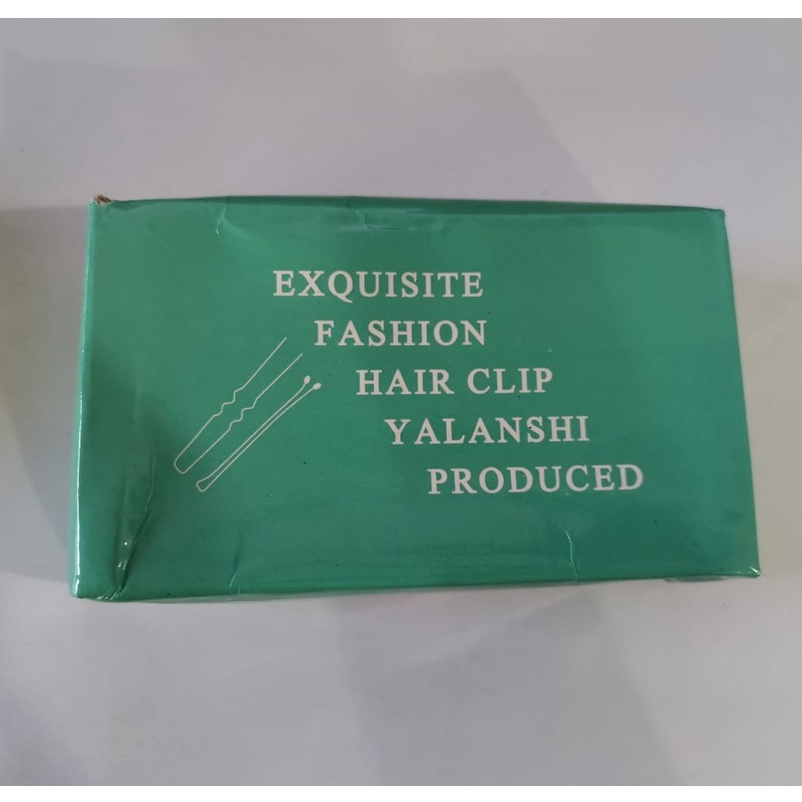 EXQUISITE
FASHION
HAIR CLIP
YALANSHI
PRODUCED